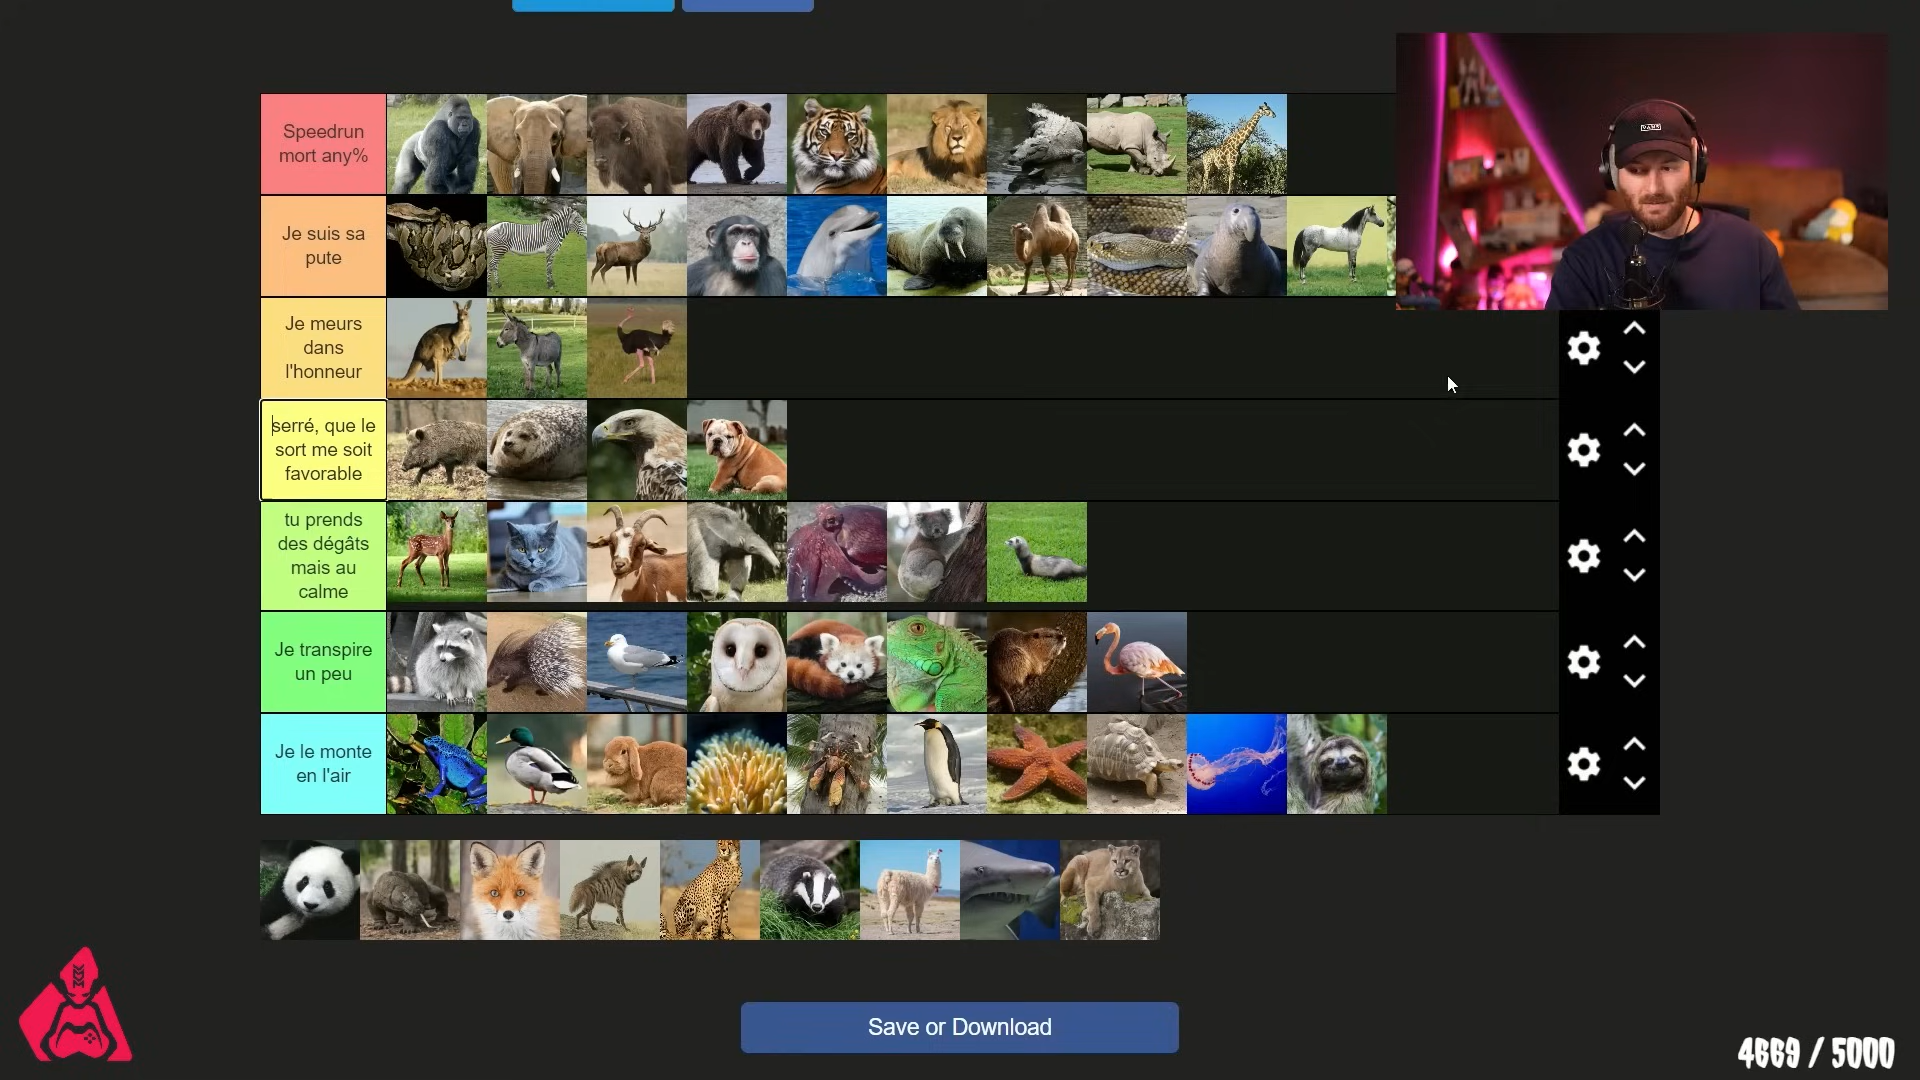 Speedrun
mort any%
Je suis sa
pute
Je meurs
dans
l'honneur
serré, que le
sort me soit
favorable
tu prends
des dégâts
mais au
calme
Je transpire
un peu
Je le monte
en l'air
Save or Download
4669 / 5000